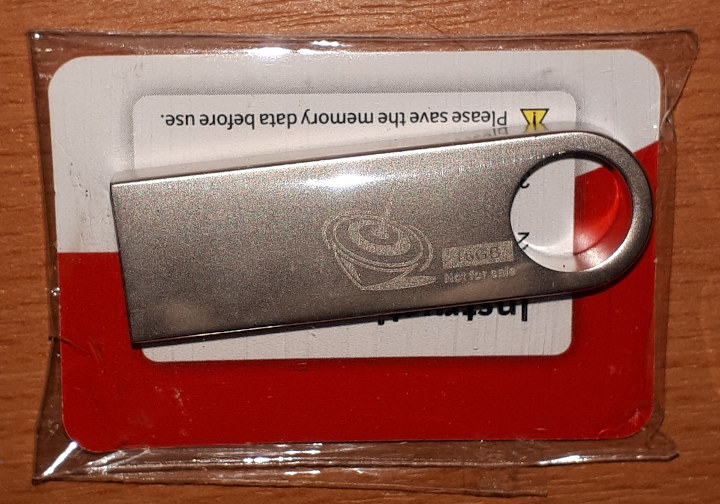 Please save the memory data before use.
16GB
Not for sale